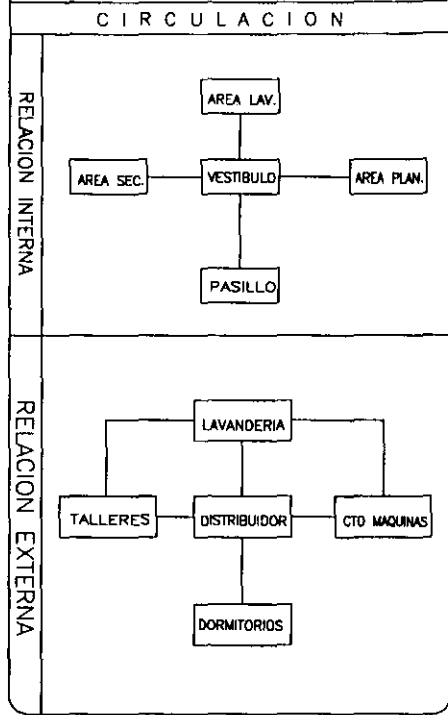 CIRCULACION
RELACION INTERNA
AREA LAV.
AREA SEC.
VESTIBULO
AREA PLAN.
PASILLO
RELACION EXTERNA
LAVANDERIA
TALLERES
DISTRIBUIDOR
CTO MAQUINAS
DORMITORIOS